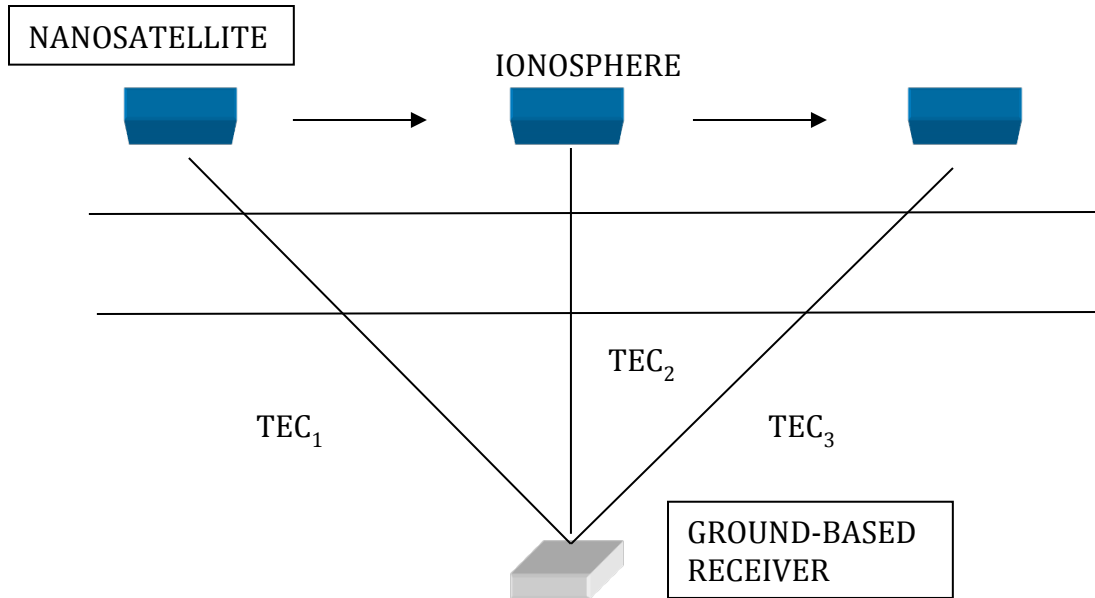 NANOSATELLITE
IONOSPHERE
TEC₂
TEC₁
TEC₃
GROUND-BASED
RECEIVER